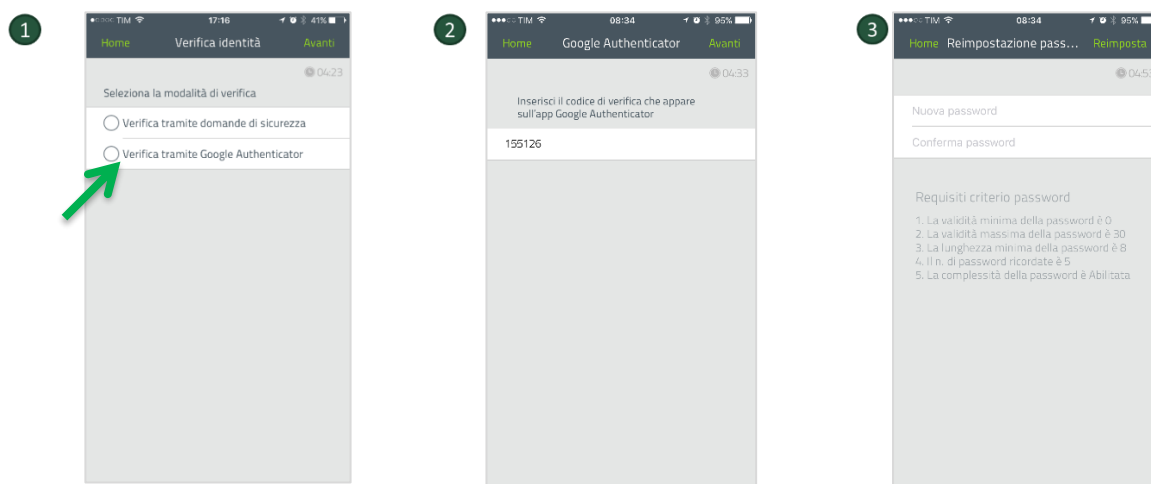 1
TIM 17:16 41%
Home Verifica identità Avanti
04:23
Seleziona la modalità di verifica
Verifica tramite domande di sicurezza
Verifica tramite Google Authenticator
2
TIM 08:34 95%
Home Google Authenticator Avanti
04:33
Inserisci il codice di verifica che appare
sull'app Google Authenticator
155126
3
TIM 08:34 95%
Home Reimpostazione pass... Reimposta
04:53
Nuova password
Conferma password
Requisiti criterio password
1. La validità minima della password è 0
2. La validità massima della password è 30
3. La lunghezza minima della password è 8
4. Il n. di password ricordate è 5
5. La complessità della password è Abilitata